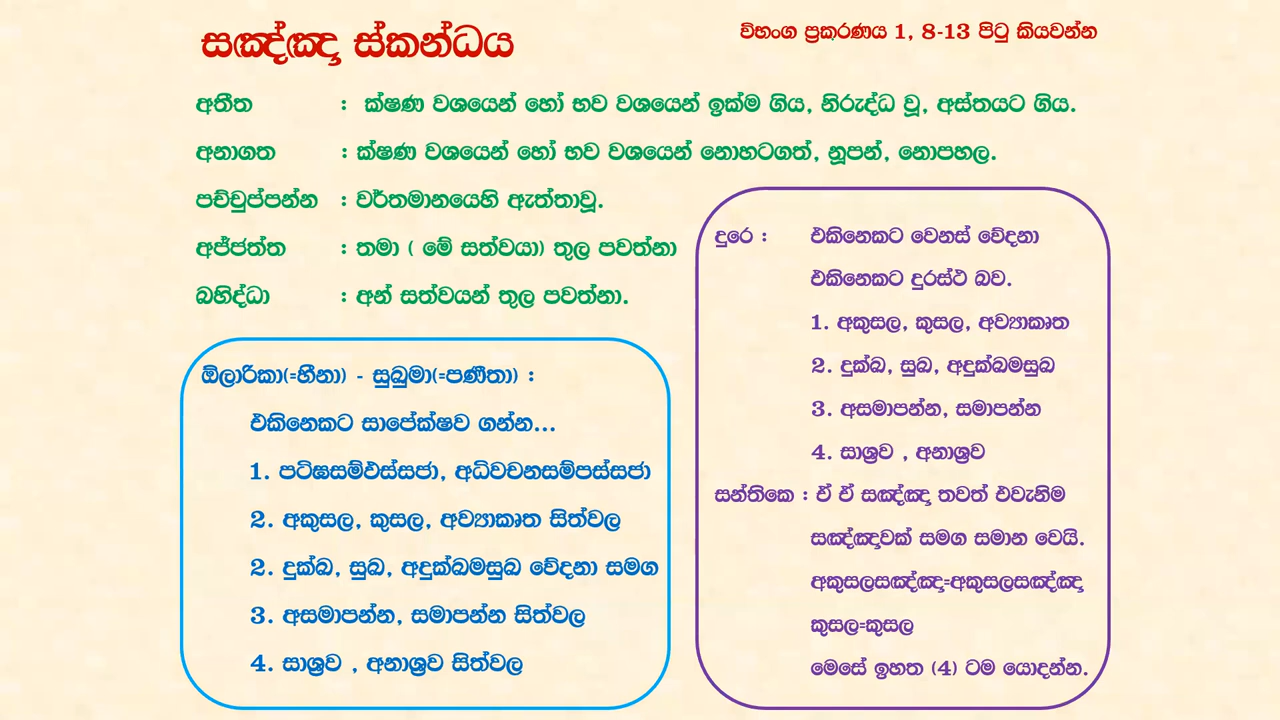 සඤ්ඤා ස්කන්ධය
විභංග ප්‍රකරණය 1, 8-13 පිටු කියවන්න
අතීත : ක්ෂණ වශයෙන් හෝ භව වශයෙන් ඉක්ම ගිය, නිරුද්ධ වූ, අස්තයට ගිය.
අනාගත : ක්ෂණ වශයෙන් හෝ භව වශයෙන් නොහටගත්, නූපන්, නොපහල.
පච්චුප්පන්න : වර්තමානයෙහි ඇත්තාවූ.
අජ්ජත්ත : තමා ( මේ සත්වයා) තුල පවත්නා
බහිද්ධා : අන් සත්වයන් තුල පවත්නා.
ඕලාරිකා(=හීනා) - සුඛුමා(=පණීතා) :
එකිනෙකට සාපේක්ෂව ගන්න...
1. පටිඝසම්ඵස්සජා, අධිවචනසම්පස්සජා
2. අකුසල, කුසල, අව්‍යාකෘත සිත්වල
2. දුක්ඛ, සුඛ, අදුක්ඛමසුඛ වේදනා සමග
3. අසමාපන්න, සමාපන්න සිත්වල
4. සාශ්‍රව , අනාශ්‍රව සිත්වල
දුරෙ : එකිනෙකට වෙනස් වේදනා
එකිනෙකට දුරස්ථ බව.
1. අකුසල, කුසල, අව්‍යාකෘත
2. දුක්ඛ, සුඛ, අදුක්ඛමසුඛ
3. අසමාපන්න, සමාපන්න
4. සාශ්‍රව , අනාශ්‍රව
සන්තිකෙ : ඒ ඒ සඤ්ඤා තවත් එවැනිම
සඤ්ඤාවක් සමග සමාන වෙයි.
අකුසලසඤ්ඤා=අකුසලසඤ්ඤා
කුසල=කුසල
මෙසේ ඉහත (4) ටම යොදන්න.